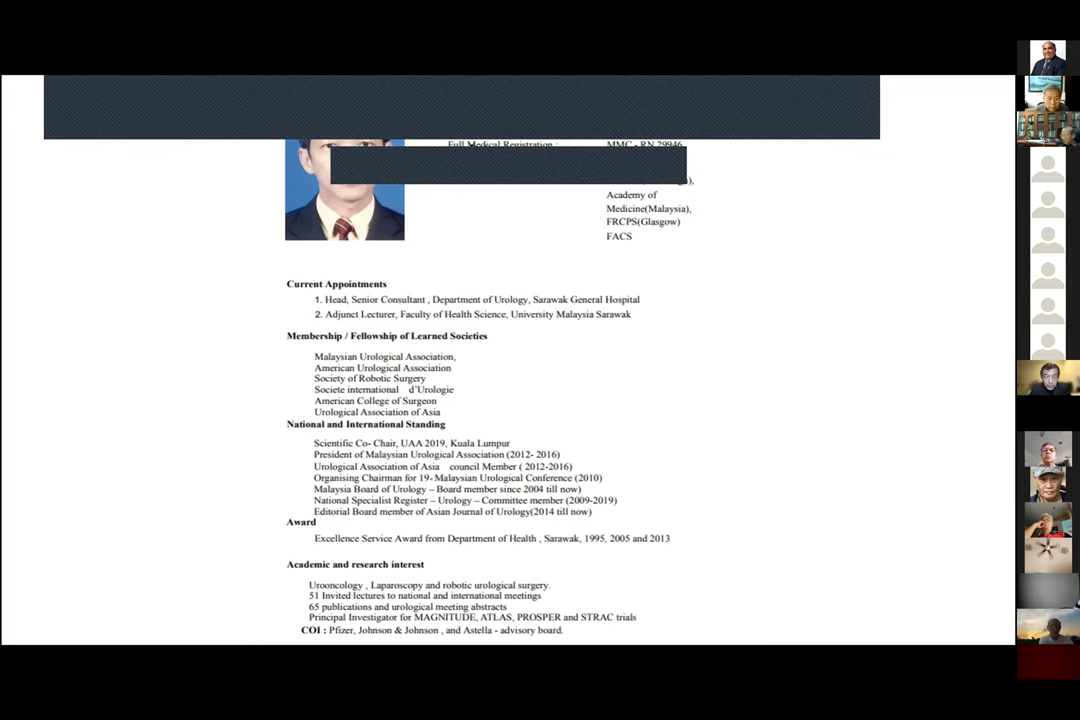 Full Medical Registration : MMC - RN 29946
Academy of
Medicine(Malaysia),
FRCPS(Glasgow)
FACS
Current Appointments
1. Head, Senior Consultant , Department of Urology, Sarawak General Hospital
2. Adjunct Lecturer, Faculty of Health Science, University Malaysia Sarawak
Membership / Fellowship of Learned Societies
Malaysian Urological Association,
American Urological Association
Society of Robotic Surgery
Societe international d'Urologie
American College of Surgeon
Urological Association of Asia
National and International Standing
Scientific Co- Chair, UAA 2019, Kuala Lumpur
President of Malaysian Urological Association (2012- 2016)
Urological Association of Asia council Member ( 2012-2016)
Organising Chairman for 19- Malaysian Urological Conference (2010)
Malaysia Board of Urology – Board member since 2004 till now)
National Specialist Register – Urology – Committee member (2009-2019)
Editorial Board member of Asian Journal of Urology(2014 till now)
Award
Excellence Service Award from Department of Health , Sarawak, 1995, 2005 and 2013
Academic and research interest
Urooncology , Laparoscopy and robotic urological surgery.
51 Invited lectures to national and international meetings
65 publications and urological meeting abstracts
Principal Investigator for MAGNITUDE, ATLAS, PROSPER and STRAC trials
COI : Pfizer, Johnson & Johnson , and Astella - advisory board.